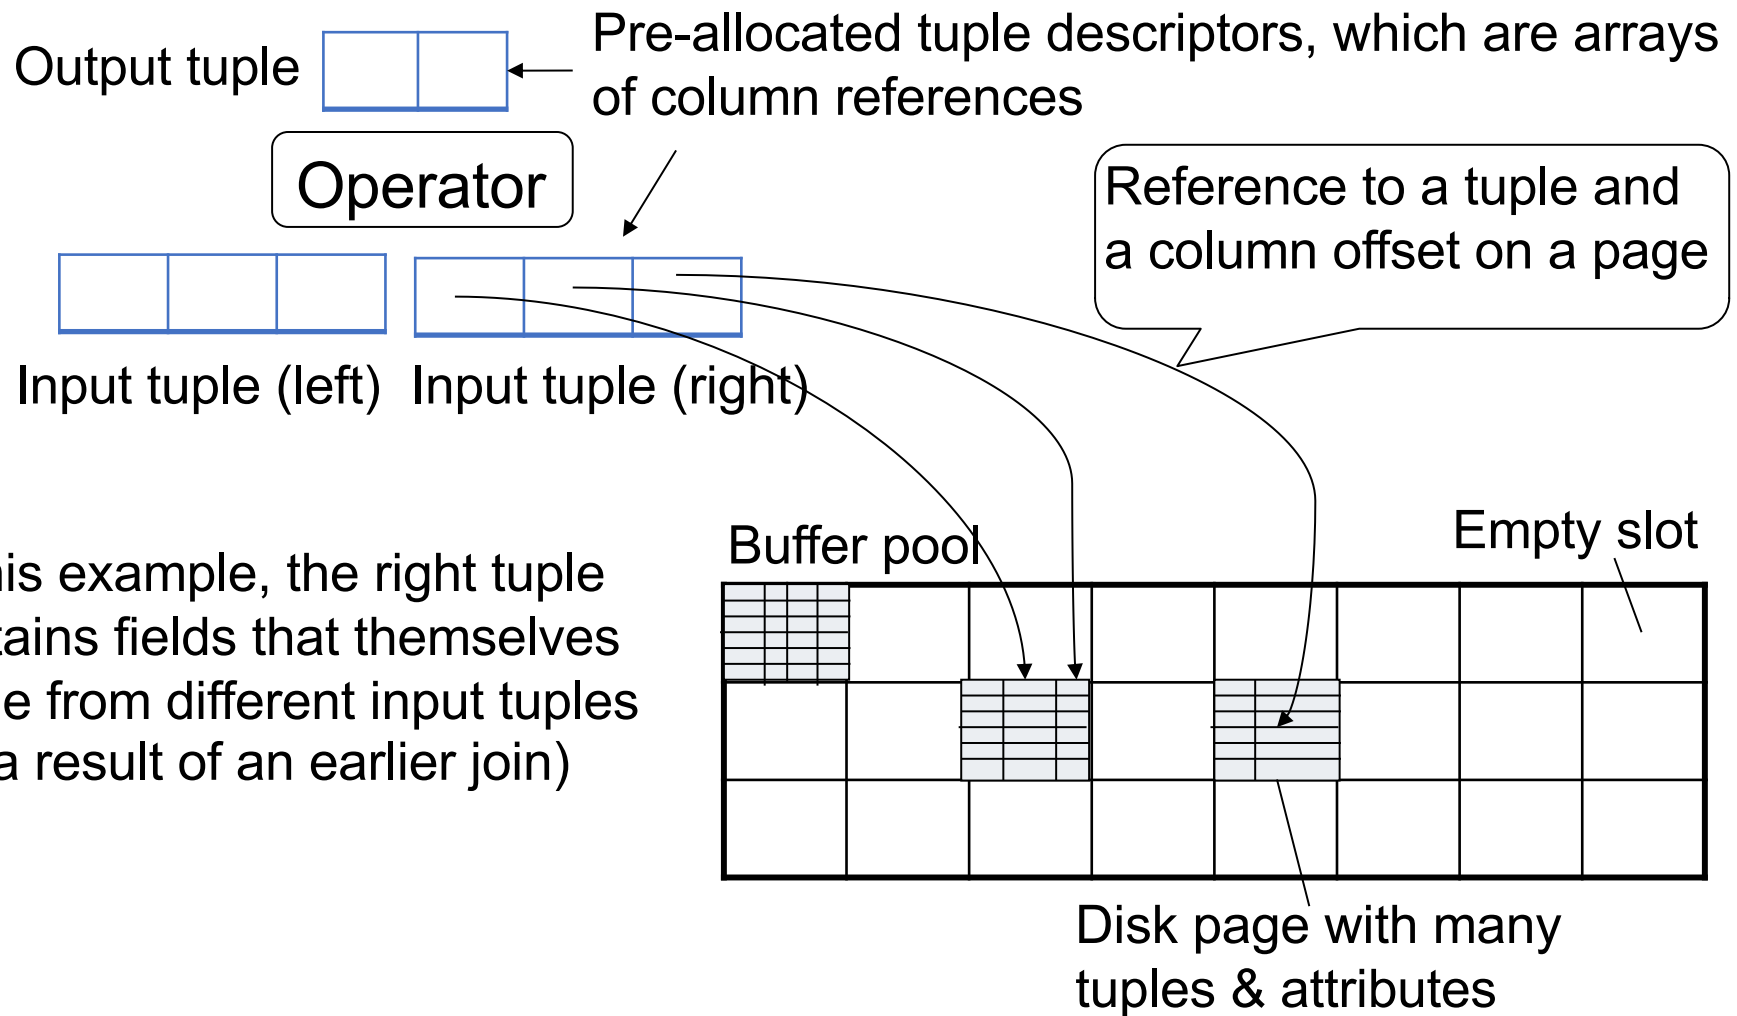 Output tuple
Pre-allocated tuple descriptors, which are arrays
of column references
Operator
Reference to a tuple and
a column offset on a page
Input tuple (left)
Input tuple (right)
Buffer pool
Empty slot
his example, the right tuple
tains fields that themselves
e from different input tuples
a result of an earlier join)
Disk page with many
tuples & attributes